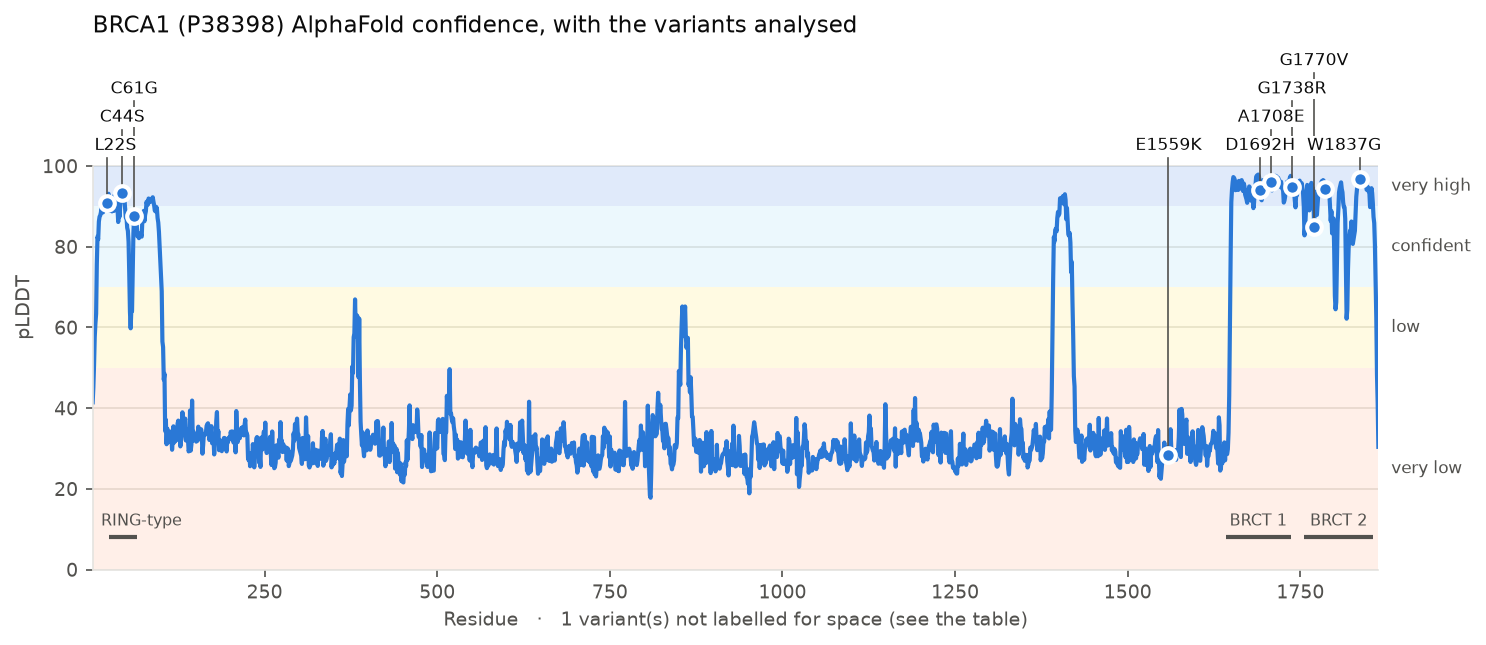 BRCA1 (P38398) AlphaFold confidence, with the variants analysed
G1770V
C61G
G1738R
C44S
A1708E
L22S
E1559K
D1692H
W1837G
100
80
60
40
20
0
pLDDT
very high
confident
low
very low
RING-type
BRCT 1
BRCT 2
250
500
750
1000
1250
1500
1750
Residue · 1 variant(s) not labelled for space (see the table)